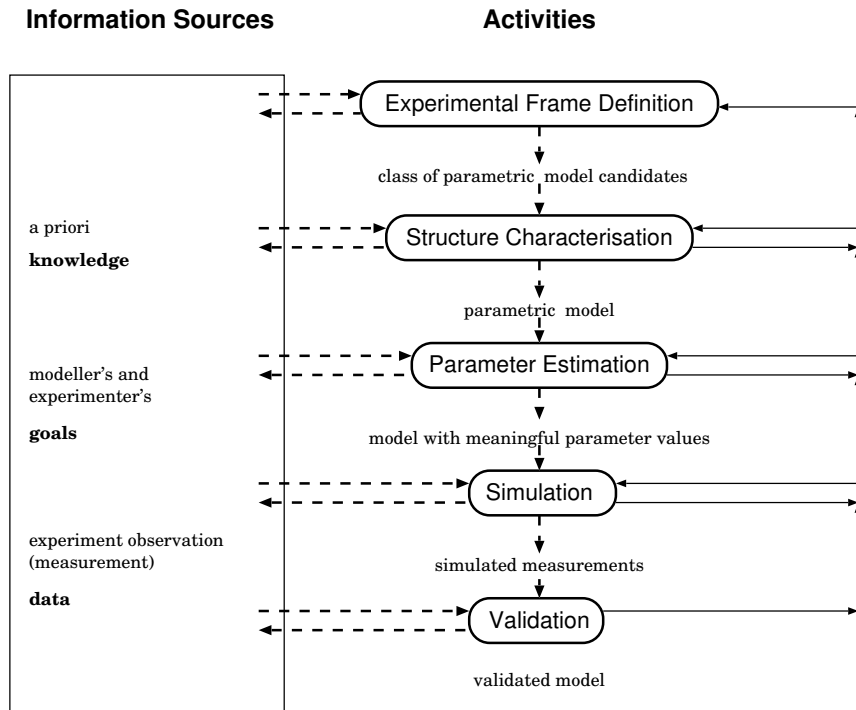 Information Sources
Activities
Experimental Frame Definition
class of parametric model candidates
a priori
knowledge
Structure Characterisation
parametric model
modeller's and
experimenter's
goals
Parameter Estimation
model with meaningful parameter values
Simulation
experiment observation
(measurement)
data
simulated measurements
Validation
validated model